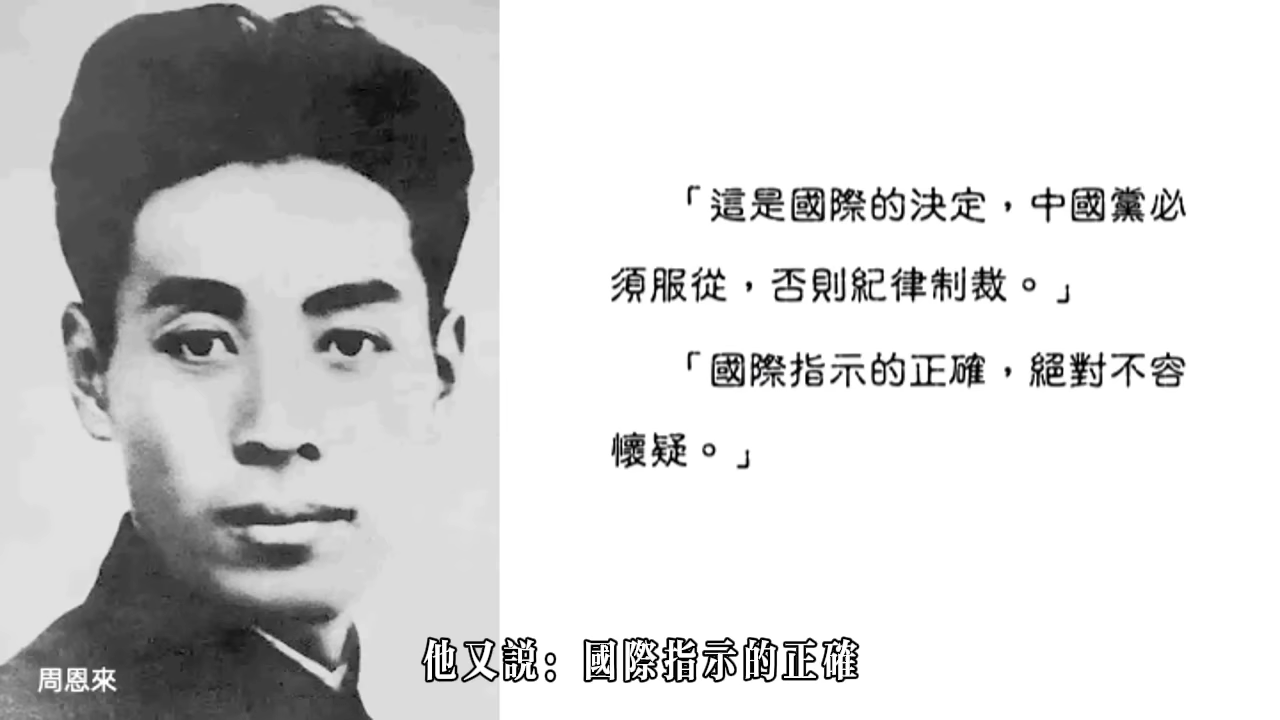 「這是國際的決定，中國黨必
須服從，否則紀律制裁。」
「國際指示的正確，絕對不容
懷疑。」
周恩來
他又説：國際指示的正確